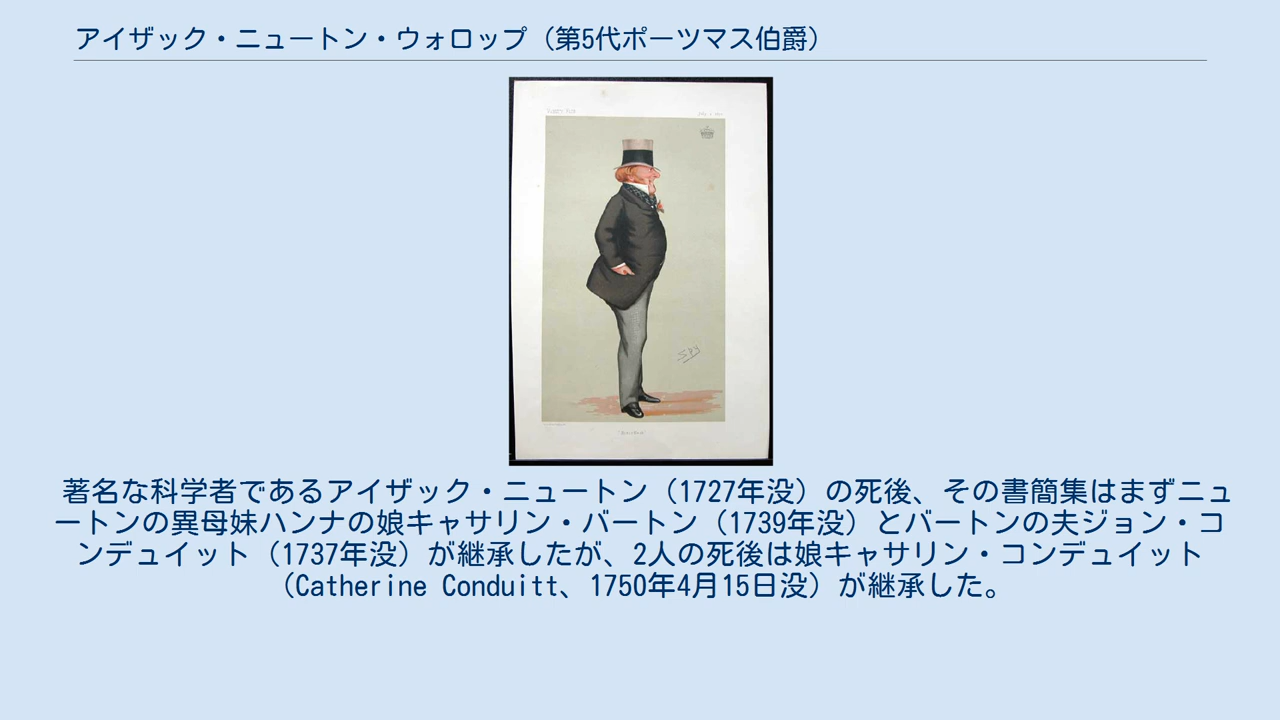 アイザック・ニュートン・ウォロップ（第5代ポーツマス伯爵）
Spy
著名な科学者であるアイザック・ニュートン（1727年没）の死後、その書簡集はまずニュ
ートンの異母妹ハンナの娘キャサリン・バートン（1739年没）とバートンの夫ジョン・コ
ンデュイット（1737年没）が継承したが、2人の死後は娘キャサリン・コンデュイット
（Catherine Conduitt、1750年4月15日没）が継承した。